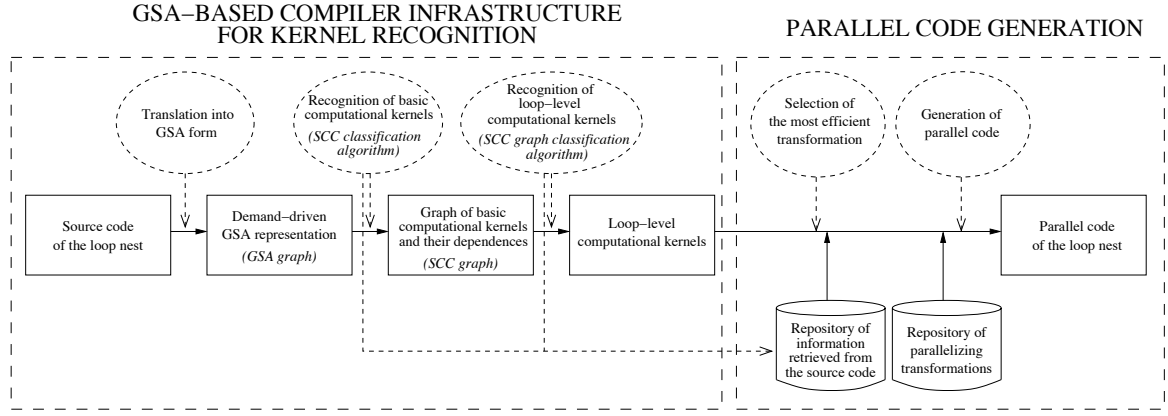 GSA–BASED COMPILER INFRASTRUCTURE
FOR KERNEL RECOGNITION
PARALLEL CODE GENERATION
Translation into
GSA form
Recognition of basic
computational kernels
(SCC classification
algorithm)
Recognition of
loop–level
computational kernels
(SCC graph classification
algorithm)
Selection of
the most efficient
transformation
Generation of
parallel code
Source code
of the loop nest
Demand–driven
GSA representation
(GSA graph)
Graph of basic
computational kernels
and their dependences
(SCC graph)
Loop–level
computational kernels
Parallel code
of the loop nest
Repository of
information
retrieved from
the source code
Repository of
parallelizing
transformations